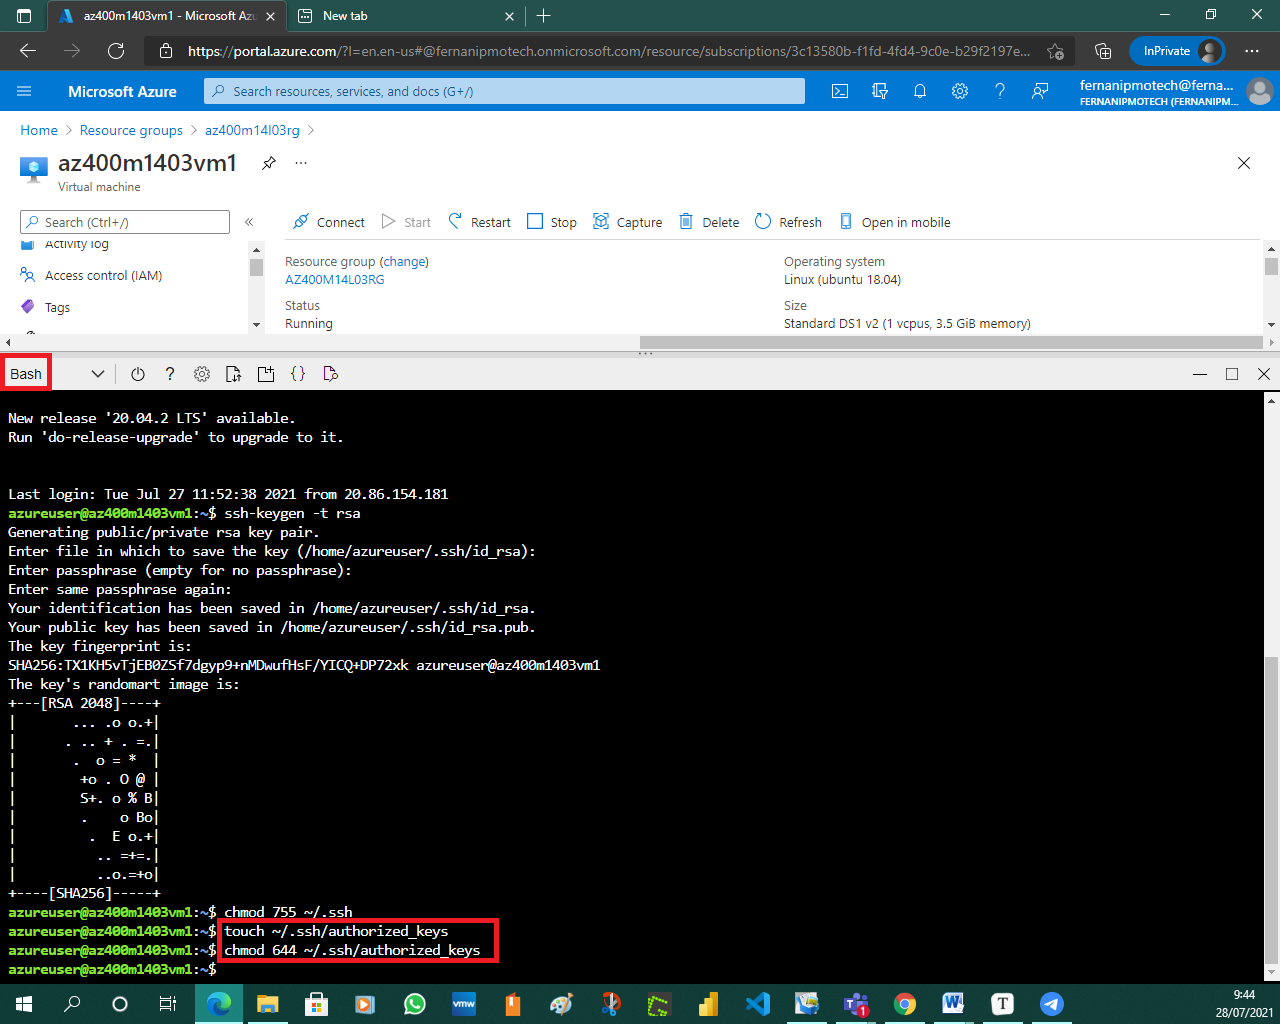 az400m1403vm1 - Microsoft Azu
New tab
https://portal.azure.com/?l=en.en-us#@fernanipmotech.onmicrosoft.com/resource/subscriptions/3c13580b-f1fd-4fd4-9c0e-b29f2197e...
InPrivate
Microsoft Azure
Search resources, services, and docs (G+/)
fernanipmotech@ferna...
FERNANIPMOTECH (FERNANIPM...
Home > Resource groups > az400m14l03rg >
az400m1403vm1
Virtual machine
Search (Ctrl+/)
Connect
Start
Restart
Stop
Capture
Delete
Refresh
Open in mobile
Activity log
Access control (IAM)
Tags
Resource group (change)
AZ400M14L03RG
Status
Running
Operating system
Linux (ubuntu 18.04)
Size
Standard DS1 v2 (1 vcpus, 3.5 GiB memory)
Bash
New release '20.04.2 LTS' available.
Run 'do-release-upgrade' to upgrade to it.
Last login: Tue Jul 27 11:52:38 2021 from 20.86.154.181
azureuser@az400m1403vm1:~$ ssh-keygen -t rsa
Generating public/private rsa key pair.
Enter file in which to save the key (/home/azureuser/.ssh/id_rsa):
Enter passphrase (empty for no passphrase):
Enter same passphrase again:
Your identification has been saved in /home/azureuser/.ssh/id_rsa.
Your public key has been saved in /home/azureuser/.ssh/id_rsa.pub.
The key fingerprint is:
SHA256:TX1KH5vTjEB0ZSf7dgyp9+nMDwufHsF/YICQ+DP72xk azureuser@az400m1403vm1
The key's randomart image is:
+---[RSA 2048]----+
|       ... .o o.+|
|      . .. + . =.|
|       .  o = *  |
|        +o . O @ |
|        S+. o % B|
|        .    o Bo|
|         .  E o.+|
|          .. =+=.|
|          ..o.=+o|
+----[SHA256]-----+
azureuser@az400m1403vm1:~$ chmod 755 ~/.ssh
azureuser@az400m1403vm1:~$ touch ~/.ssh/authorized_keys
azureuser@az400m1403vm1:~$ chmod 644 ~/.ssh/authorized_keys
azureuser@az400m1403vm1:~$
vmw
1
W
T
9:44
28/07/2021